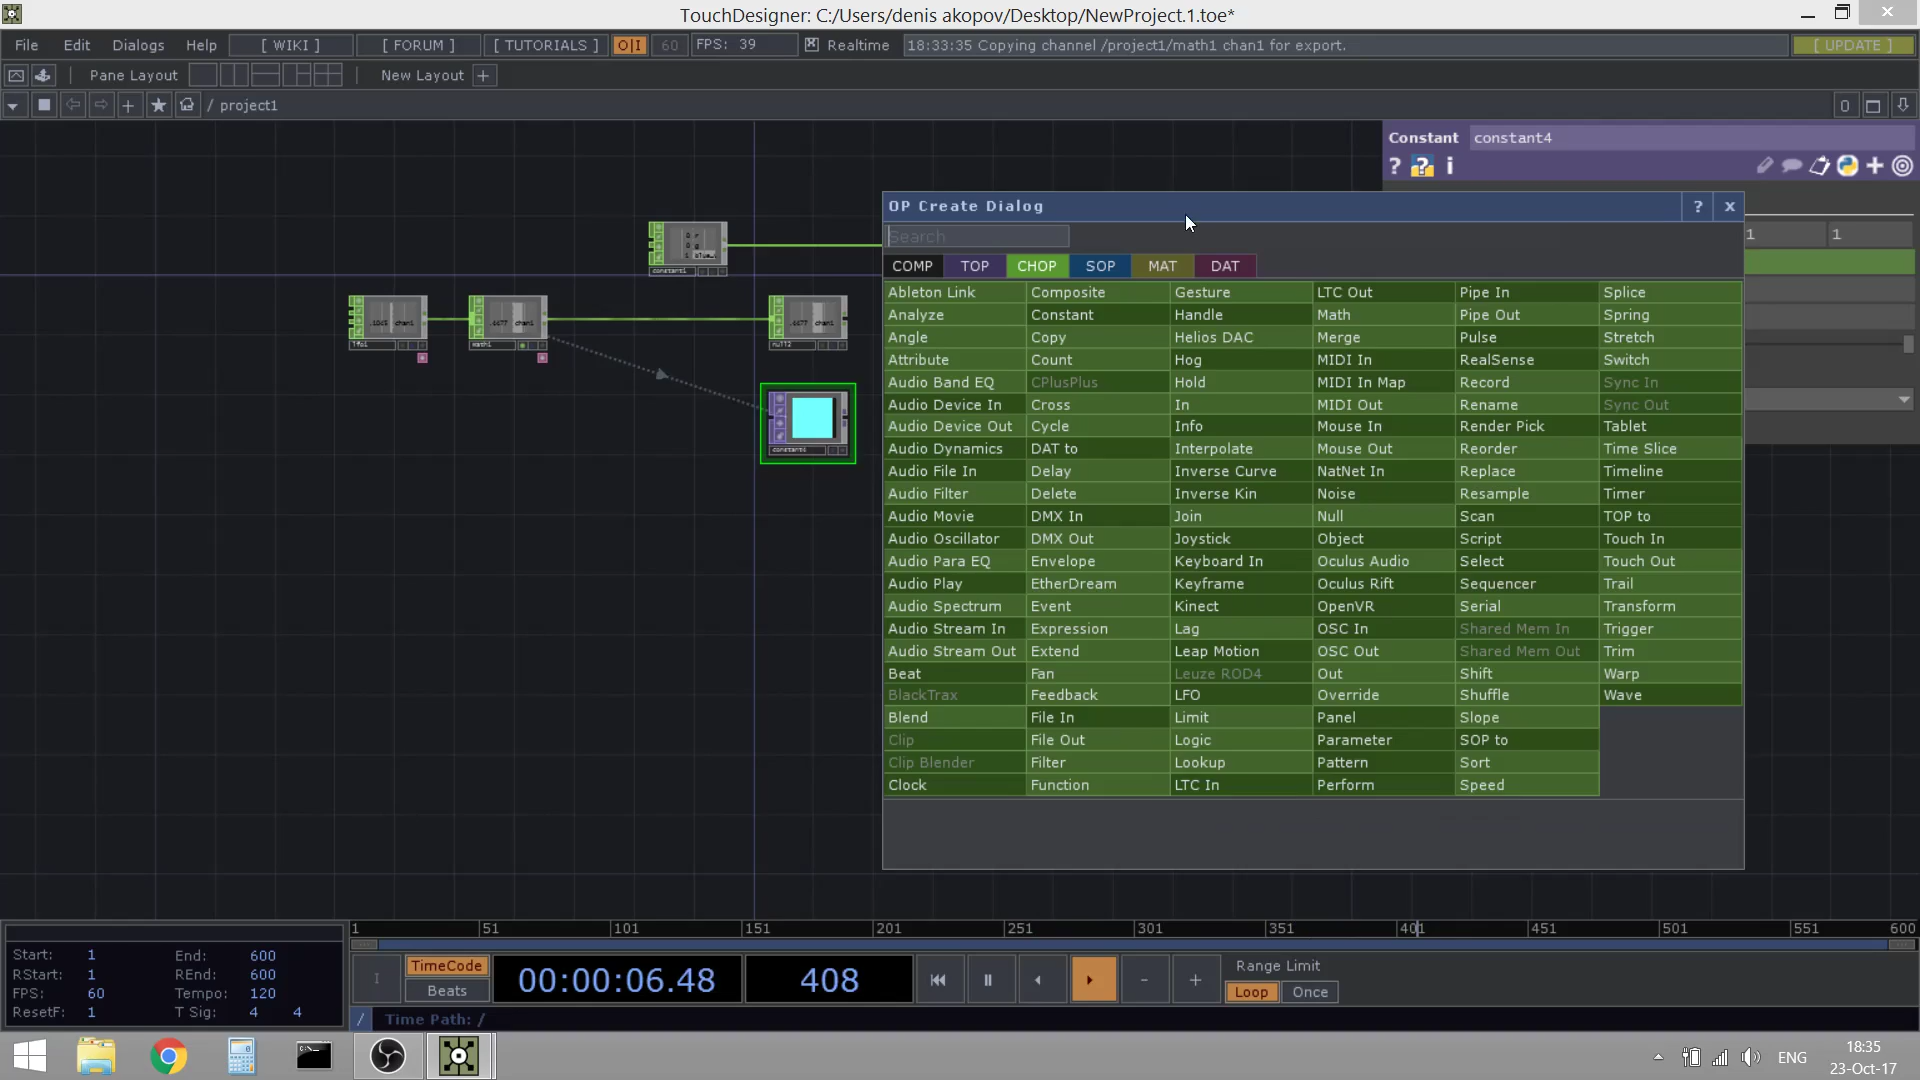 TouchDesigner: C:/Users/denis akopov/Desktop/NewProject.1.toe*
File Edit Dialogs Help [ WIKI ] [ FORUM ] [ TUTORIALS ] O|I 60 FPS: 39 Realtime 18:33:35 Copying channel /project1/math1 chan1 for export. [ UPDATE ]
Pane Layout New Layout +
/ project1 0
Constant constant4
? ? i
OP Create Dialog ? x
Search
1 1
COMP TOP CHOP SOP MAT DAT
Ableton Link Composite Gesture LTC Out Pipe In Splice
Analyze Constant Handle Math Pipe Out Spring
Angle Copy Helios DAC Merge Pulse Stretch
Attribute Count Hog MIDI In RealSense Switch
Audio Band EQ CPlusPlus Hold MIDI In Map Record Sync In
Audio Device In Cross In MIDI Out Rename Sync Out
Audio Device Out Cycle Info Mouse In Render Pick Tablet
Audio Dynamics DAT to Interpolate Mouse Out Reorder Time Slice
Audio File In Delay Inverse Curve NatNet In Replace Timeline
Audio Filter Delete Inverse Kin Noise Resample Timer
Audio Movie DMX In Join Null Scan TOP to
Audio Oscillator DMX Out Joystick Object Script Touch In
Audio Para EQ Envelope Keyboard In Oculus Audio Select Touch Out
Audio Play EtherDream Keyframe Oculus Rift Sequencer Trail
Audio Spectrum Event Kinect OpenVR Serial Transform
Audio Stream In Expression Lag OSC In Shared Mem In Trigger
Audio Stream Out Extend Leap Motion OSC Out Shared Mem Out Trim
Beat Fan Leuze ROD4 Out Shift Warp
BlackTrax Feedback LFO Override Shuffle Wave
Blend File In Limit Panel Slope
Clip File Out Logic Parameter SOP to
Clip Blender Filter Lookup Pattern Sort
Clock Function LTC In Perform Speed
constant1
lfo1 math1 null2
1 51 101 151 201 251 301 351 401 451 501 551 600
Start: 1 End: 600
RStart: 1 REnd: 600
FPS: 60 Tempo: 120
ResetF: 1 T Sig: 4 4
TimeCode
Beats
00:00:06.48 408
Range Limit
Loop Once
/ Time Path: /
ENG
18:35
23-Oct-17